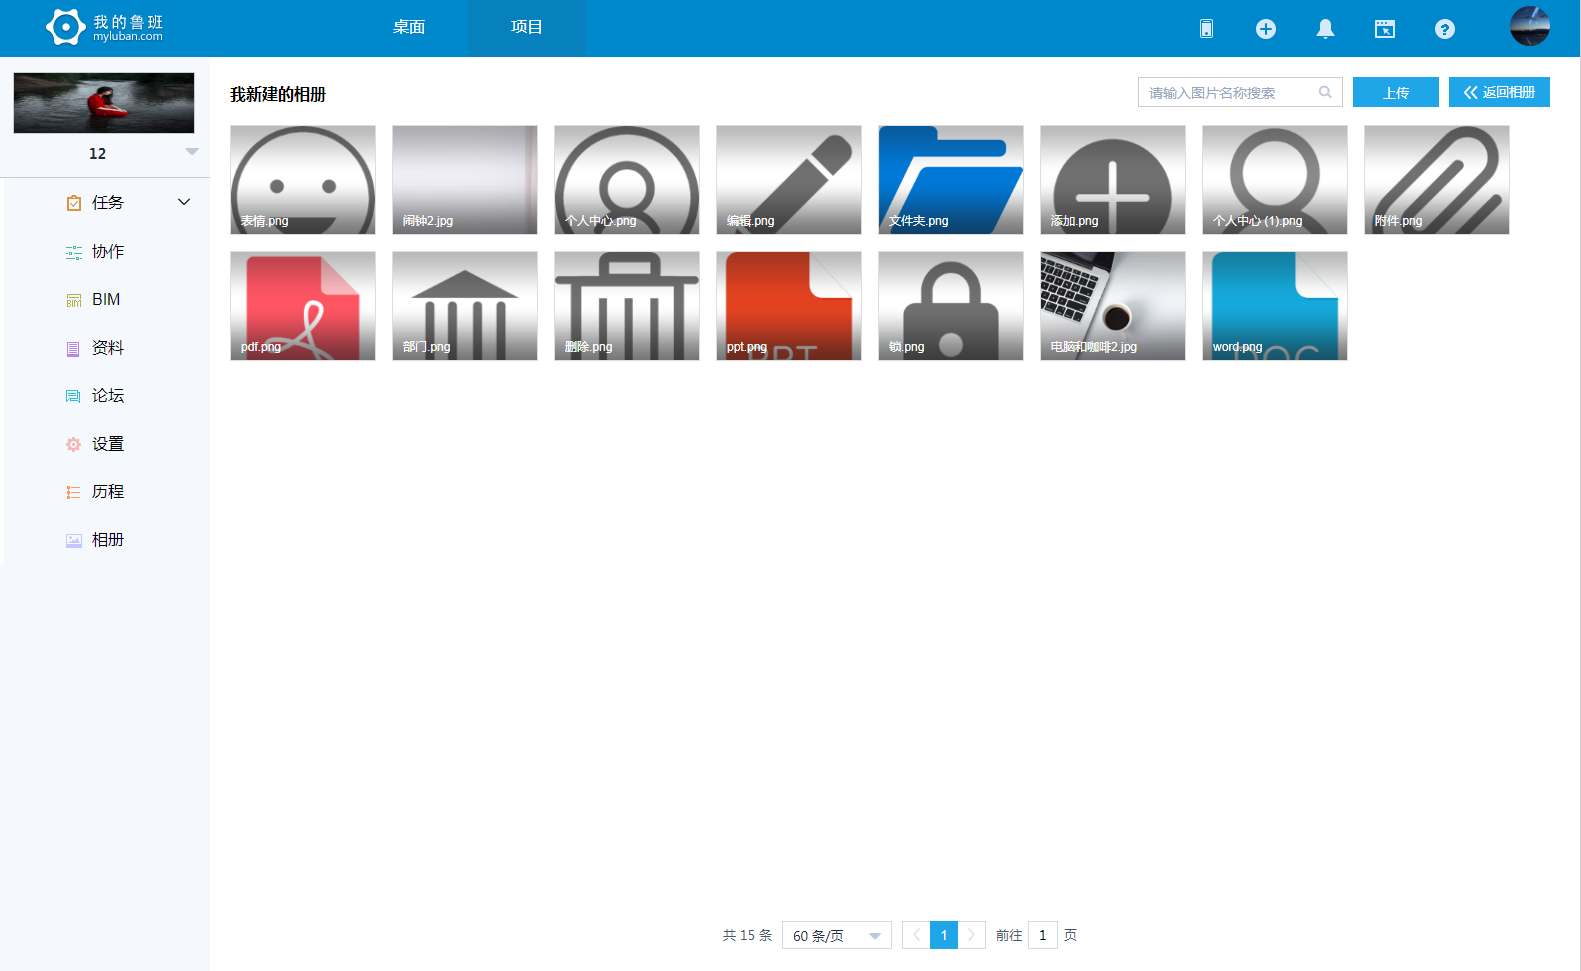 我的鲁班
myluban.com
桌面
项目
12
任务
协作
BIM
资料
论坛
设置
历程
相册
我新建的相册
请输入图片名称搜索
上传
返回相册
表情.png
闹钟2.jpg
个人中心.png
编辑.png
文件夹.png
添加.png
个人中心 (1).png
附件.png
pdf.png
部门.png
删除.png
PPT
ppt.png
锁.png
电脑和咖啡2.jpg
DOC
word.png
共 15 条
60 条/页
1
前往 1 页